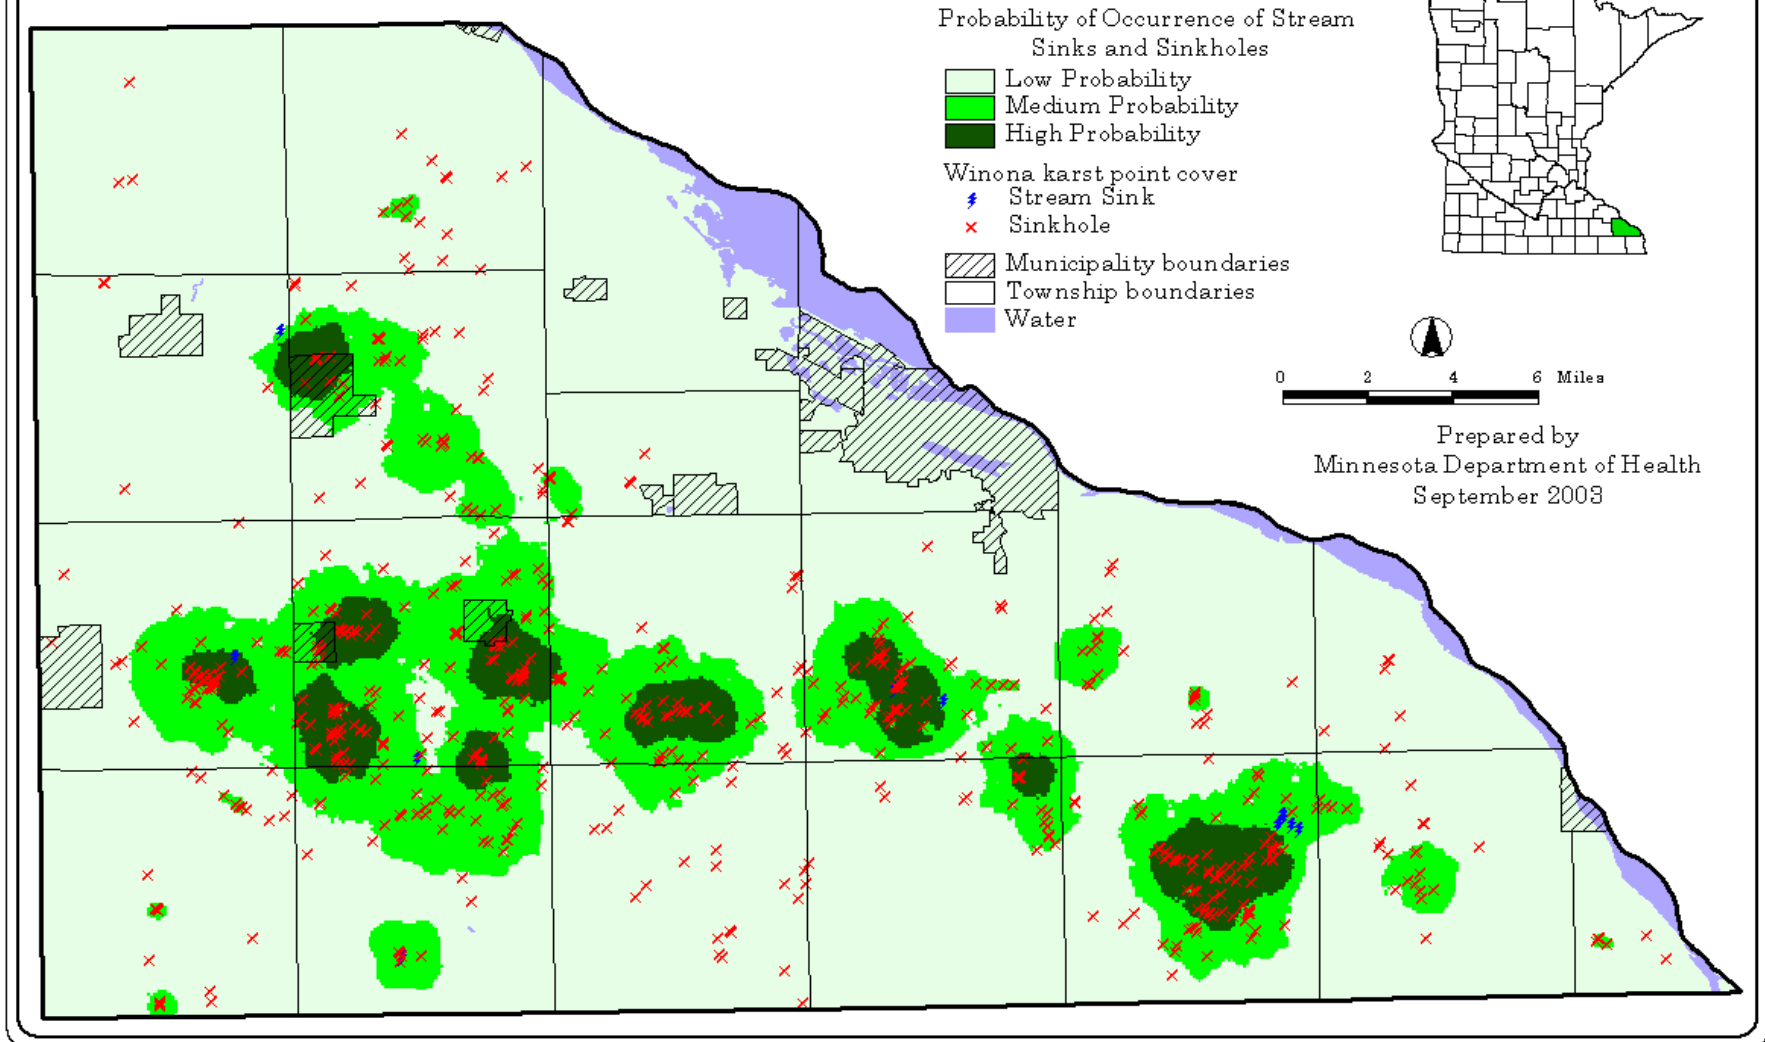 Probability of Occurrence of Stream
Sinks and Sinkholes
Low Probability
Medium Probability
High Probability
Winona karst point cover
Stream Sink
Sinkhole
Municipality boundaries
Township boundaries
Water
0 2 4 6 Miles
Prepared by
Minnesota Department of Health
September 2003